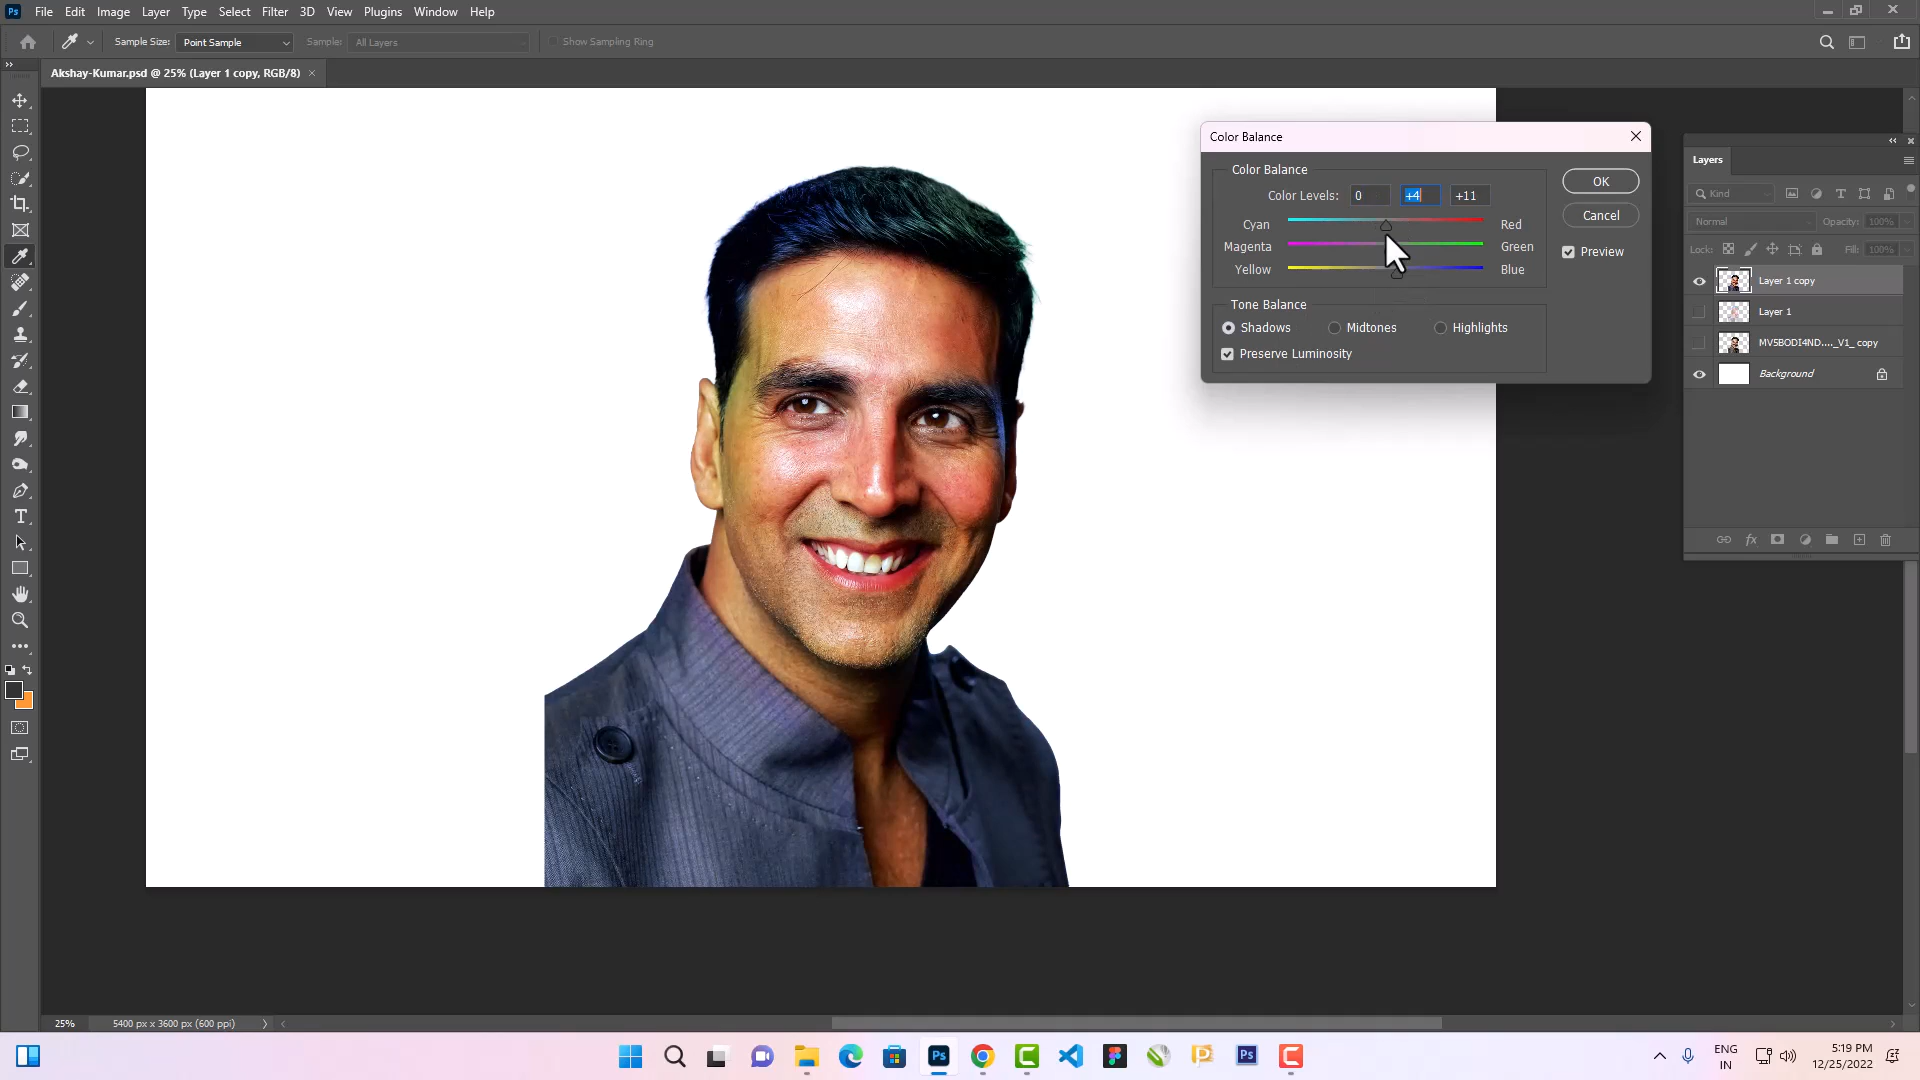 Ps File Edit Image Layer Type Select Filter 3D View Plugins Window Help
Sample Size: Point Sample Sample: All Layers Show Sampling Ring
Akshay-Kumar.psd @ 25% (Layer 1 copy, RGB/8) ×
Color Balance
Color Balance
Color Levels: 0 +4 +11
Cyan Red
Magenta Green
Yellow Blue
Tone Balance
Shadows Midtones Highlights
Preserve Luminosity
OK
Cancel
Preview
Layers
Kind
Normal Opacity: 100%
Lock: Fill: 100%
Layer 1 copy
Layer 1
MV5BODI4ND...._V1_ copy
Background
25% 5400 px x 3600 px (600 ppi)
ENG
IN
5:19 PM
12/25/2022